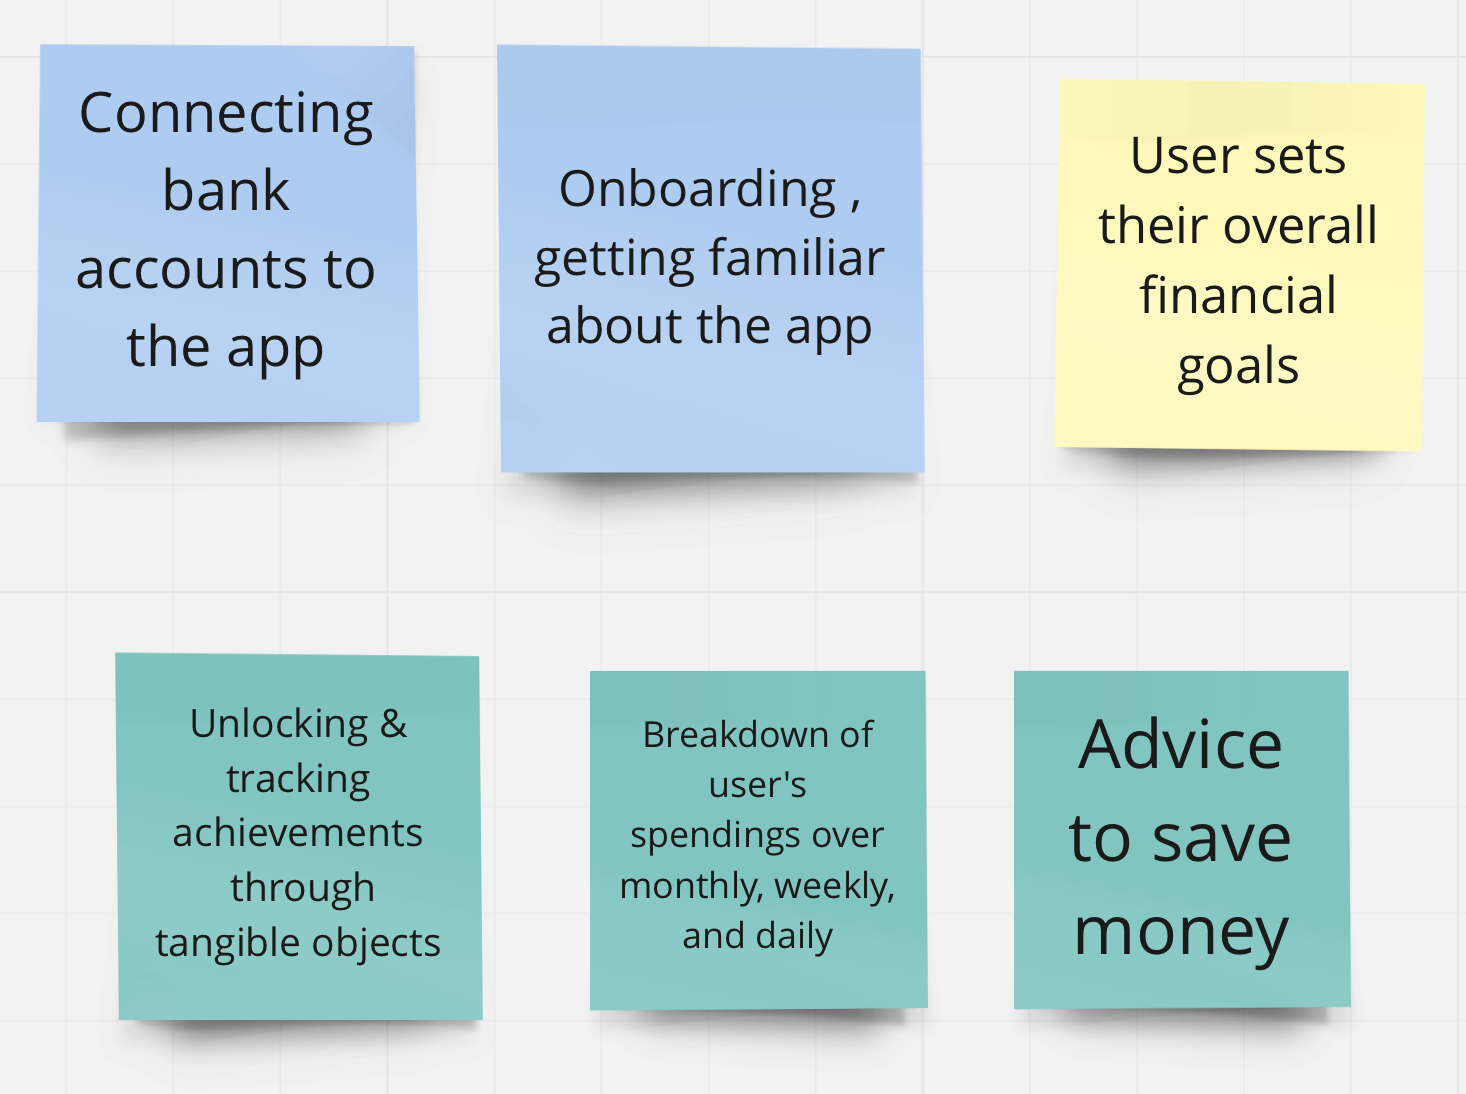 Connecting
bank
accounts to
the app
Onboarding ,
getting familiar
about the app
User sets
their overall
financial
goals
Unlocking &
tracking
achievements
through
tangible objects
Breakdown of
user's
spendings over
monthly, weekly,
and daily
Advice
to save
money